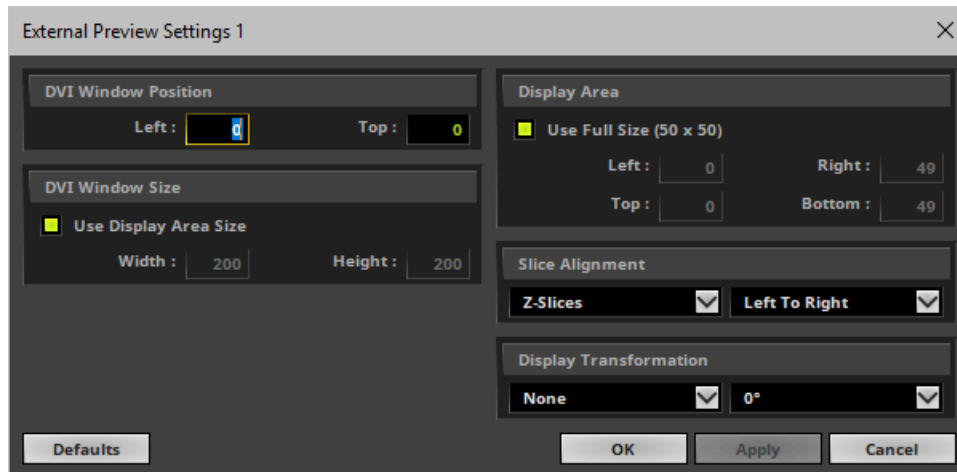 External Preview Settings 1
DVI Window Position
Left : 0 Top : 0
DVI Window Size
Use Display Area Size
Width : 200 Height : 200
Display Area
Use Full Size (50 x 50)
Left : 0 Right : 49
Top : 0 Bottom : 49
Slice Alignment
Z-Slices Left To Right
Display Transformation
None 0°
Defaults OK Apply Cancel